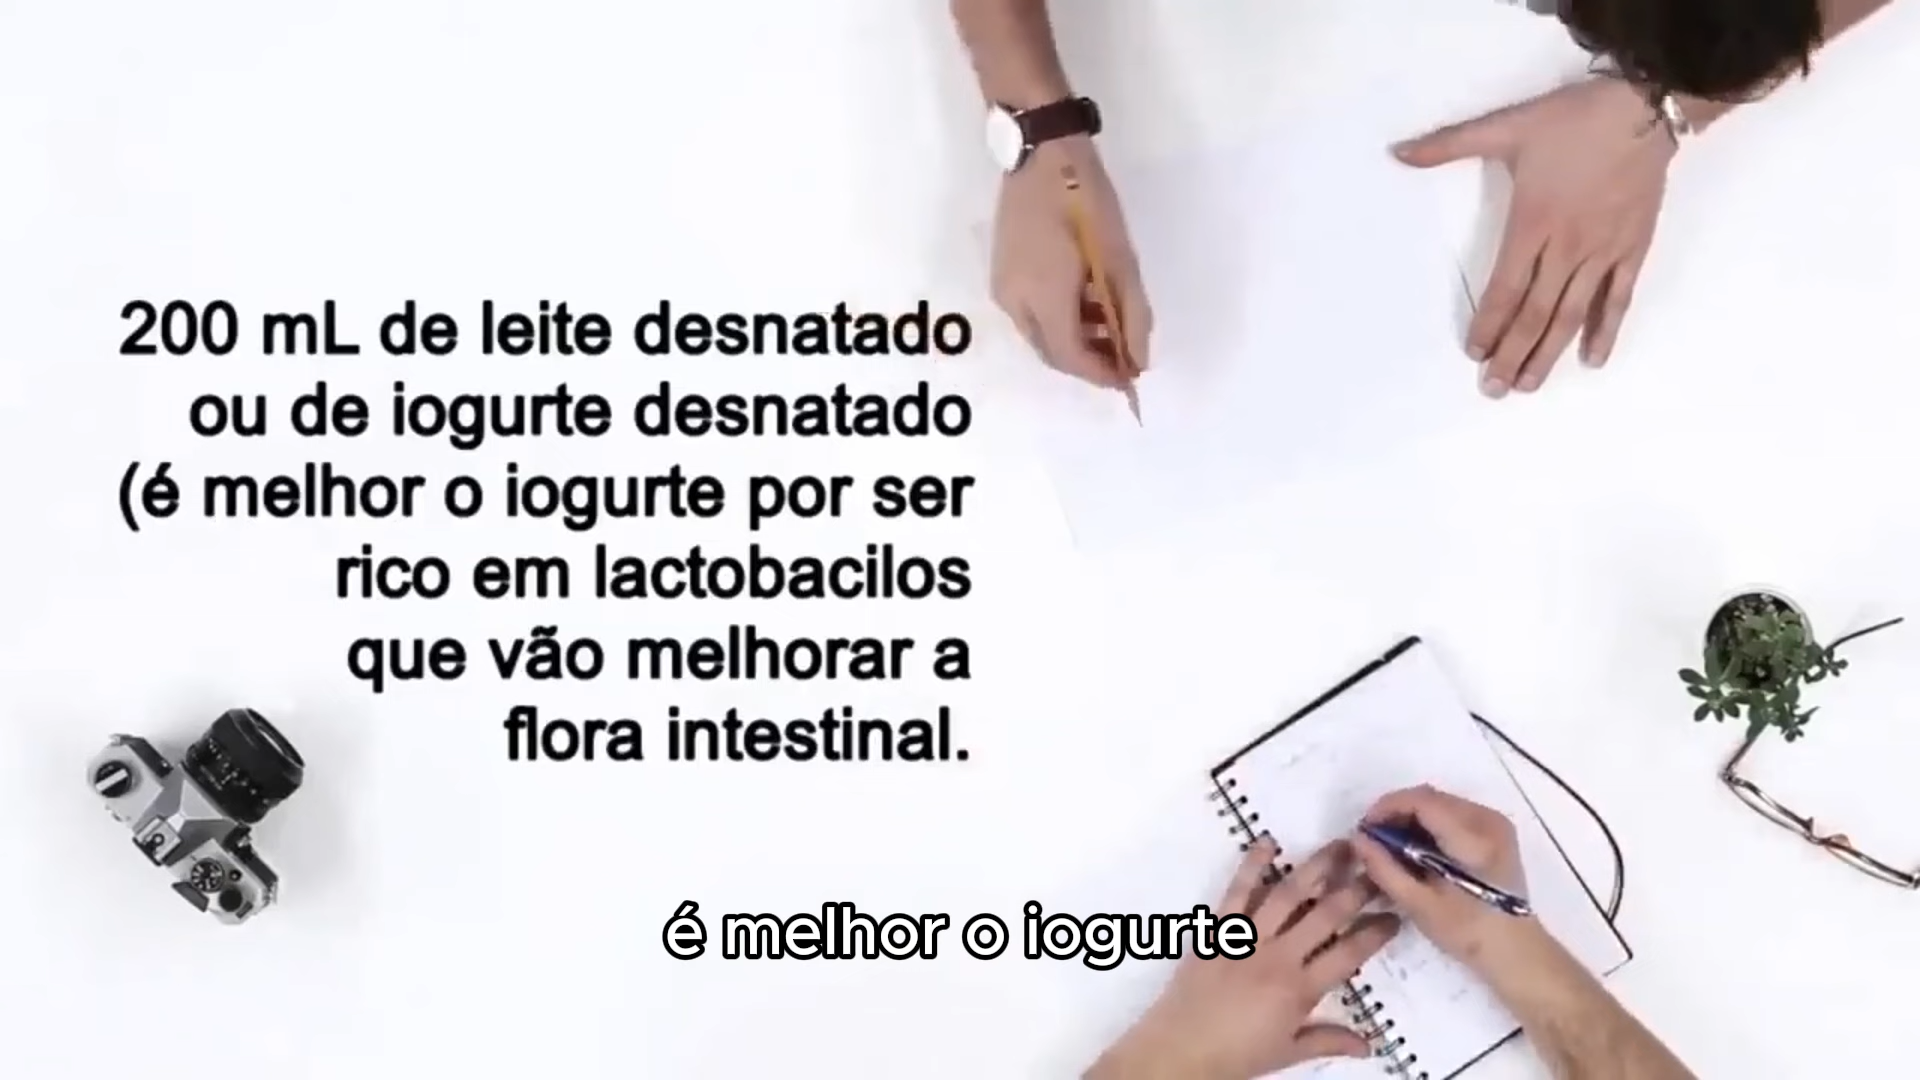 200 mL de leite desnatado
ou de iogurte desnatado
(é melhor o iogurte por ser
rico em lactobacilos
que vão melhorar a
flora intestinal.
é melhor o iogurte